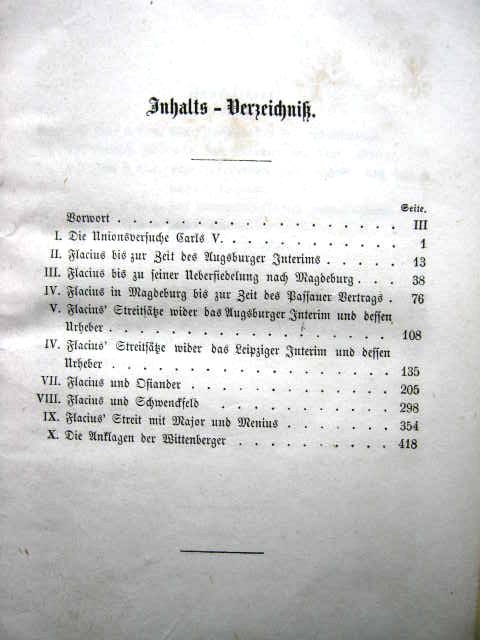 Inhalts - Verzeichniß.
Seite.
Vorwort . . . . . . . . . . . . . . . . . III
I. Die Unionsversuche Carls V. . . . . . . . . . . 1
II. Flacius bis zur Zeit des Augsburger Interims . . . . . 13
III. Flacius bis zu seiner Uebersiedelung nach Magdeburg . . . 38
IV. Flacius in Magdeburg bis zur Zeit des Passauer Vertrags . 76
V. Flacius' Streitsätze wider das Augsburger Interim und dessen
Urheber . . . . . . . . . . . . . . . . . 108
IV. Flacius' Streitsätze wider das Leipziger Interim und dessen
Urheber . . . . . . . . . . . . . . . . . 135
VII. Flacius und Osiander . . . . . . . . . . . . 205
VIII. Flacius und Schwenckfeld . . . . . . . . . . 298
IX. Flacius' Streit mit Major und Menius . . . . . . . 354
X. Die Anklagen der Wittenberger . . . . . . . . . 418